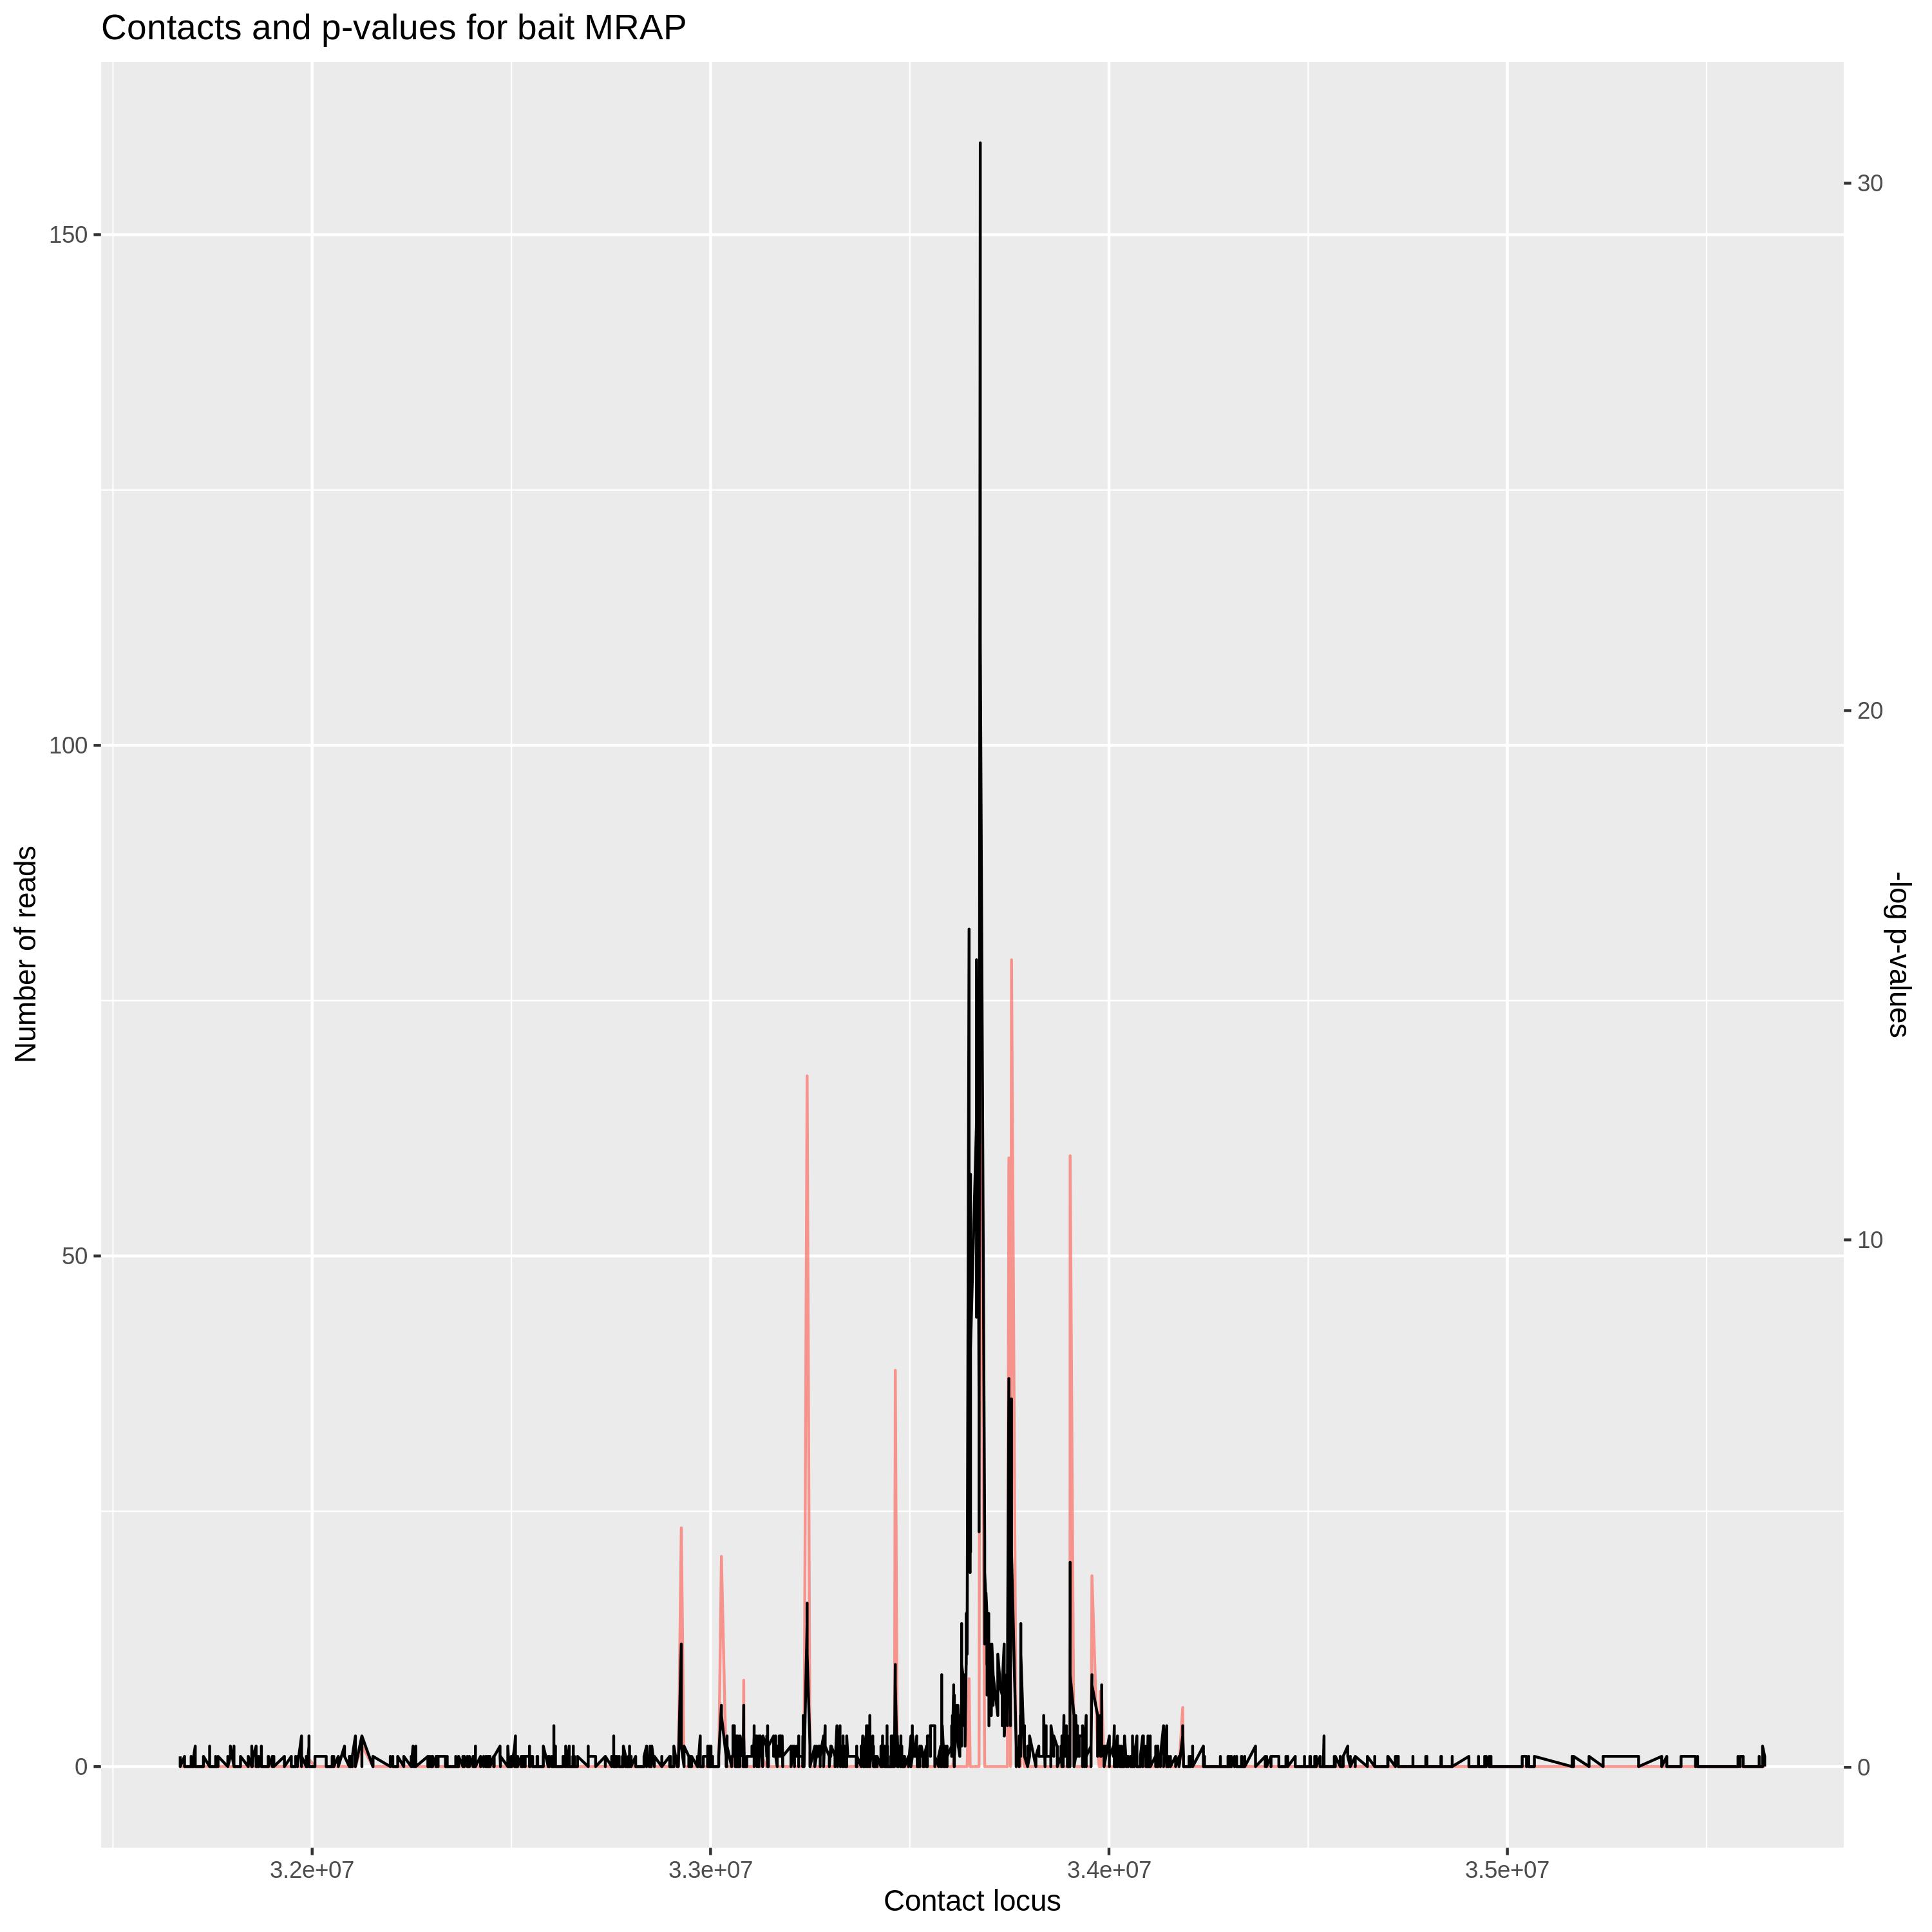 Contacts and p-values for bait MRAP
150
100
50
0
Number of reads
30
20
10
0
-log p-values
3.2e+07
3.3e+07
3.4e+07
3.5e+07
Contact locus